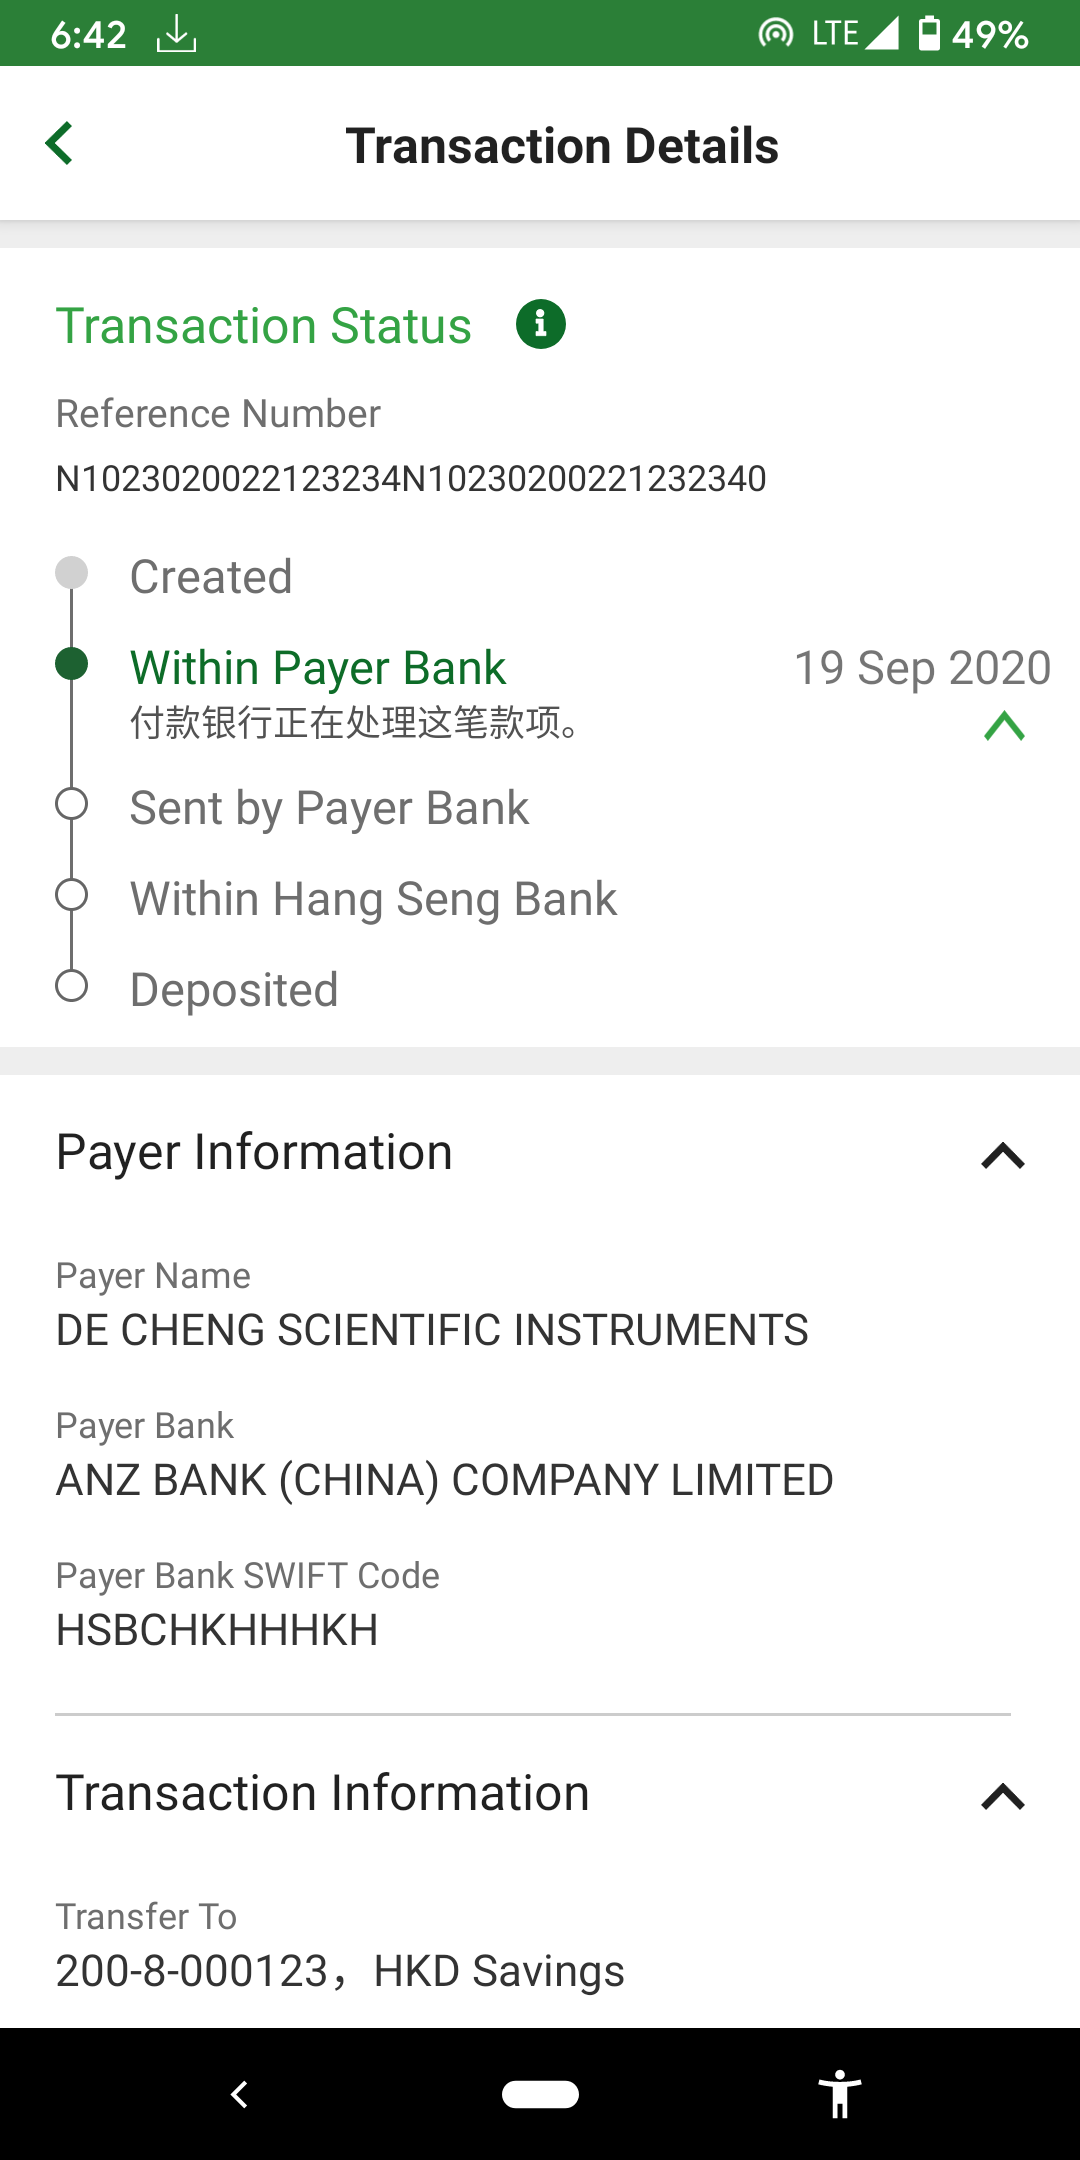 6:42 LTE 49%
Transaction Details
Transaction Status
Reference Number
N1023020022123234N10230200221232340
Created
Within Payer Bank 19 Sep 2020
付款银行正在处理这笔款项。
Sent by Payer Bank
Within Hang Seng Bank
Deposited
Payer Information
Payer Name
DE CHENG SCIENTIFIC INSTRUMENTS
Payer Bank
ANZ BANK (CHINA) COMPANY LIMITED
Payer Bank SWIFT Code
HSBCHKHHHKH
Transaction Information
Transfer To
200-8-000123，HKD Savings